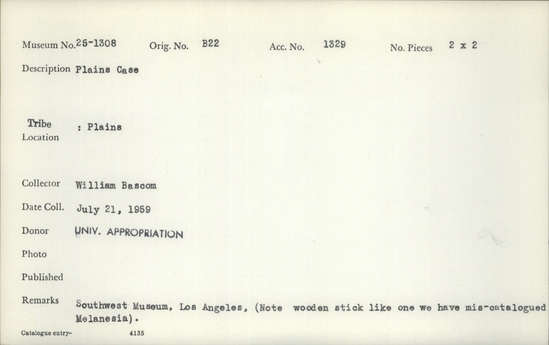 Museum No. 2S-1308 Orig. No. B22 Acc. No. 1329 No. Pieces 2 x 2
Description Plains Case
Tribe : Plains
Location
Collector William Bascom
Date Coll. July 21, 1959
Donor UNIV. APPROPRIATION
Photo
Published
Remarks Southwest Museum, Los Angeles, (Note wooden stick like one we have mis-catalogued
Melanesia).
Catalogue entry- 4135